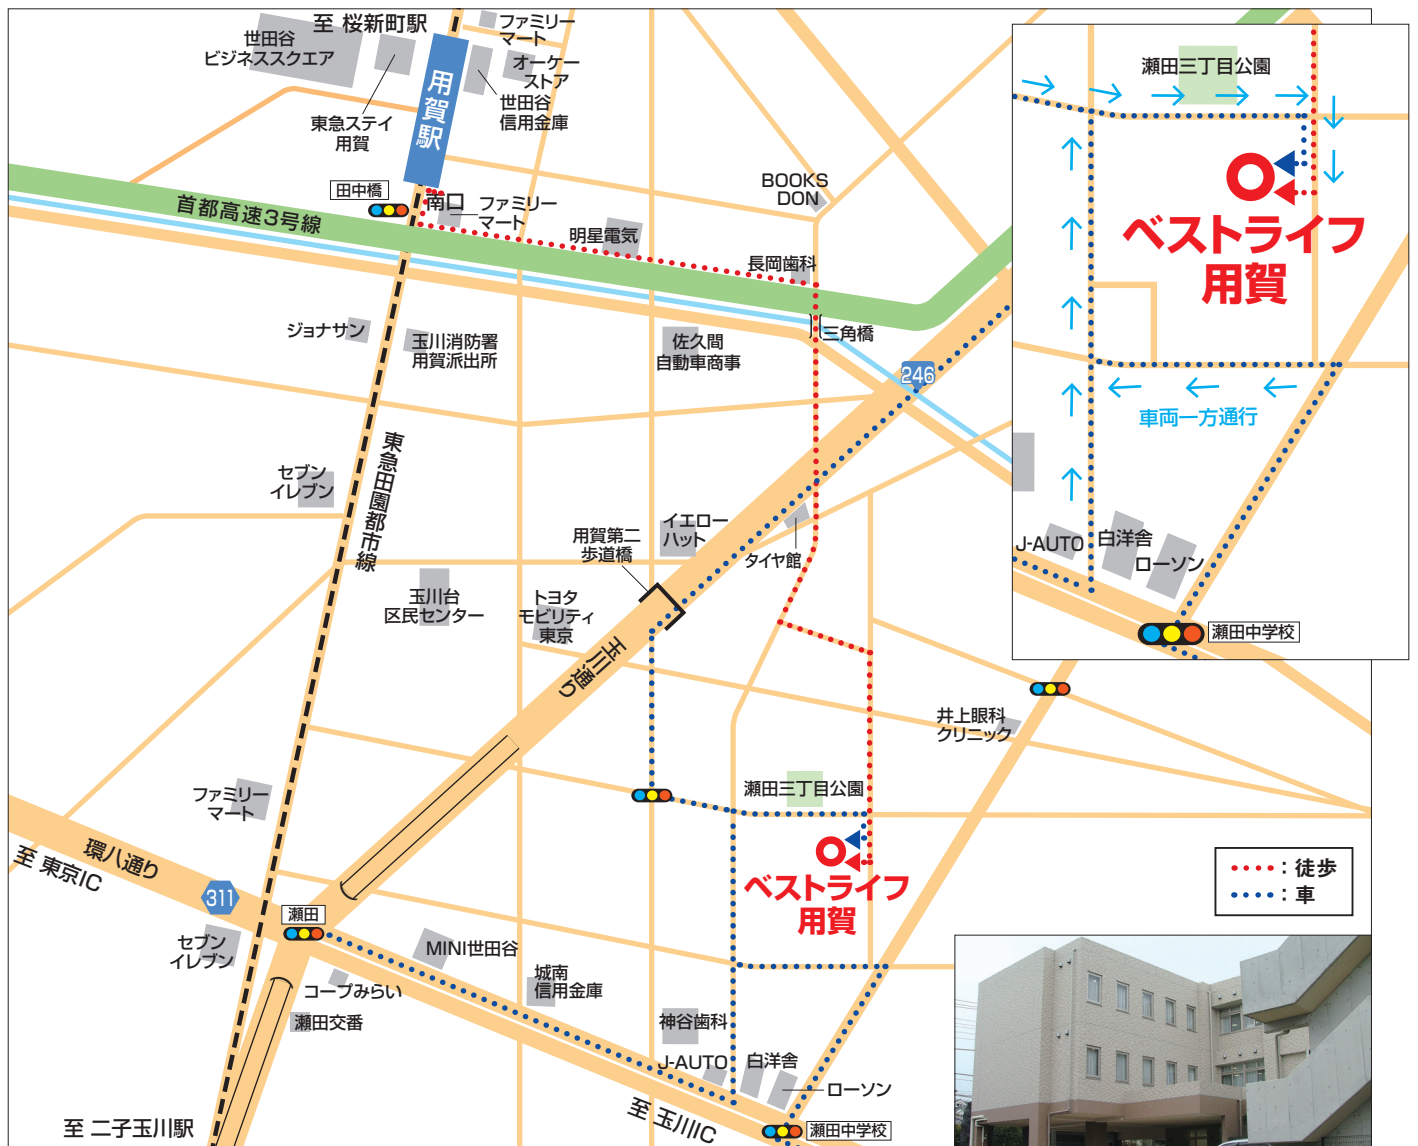 至 桜新町駅
世田谷
ビジネススクエア
ファミリー
マート
オーケー
ストア
世田谷
信用金庫
東急ステイ
用賀
用賀駅
田中橋
南口
ファミリー
マート
首都高速3号線
明星電気
BOOKS
DON
長岡歯科
三角橋
ジョナサン
玉川消防署
用賀派出所
佐久間
自動車商事
246
東急田園都市線
セブン
イレブン
用賀第二
歩道橋
イエロー
ハット
タイヤ館
玉川台
区民センター
トヨタ
モビリティ
東京
玉川通り
井上眼科
クリニック
瀬田三丁目公園
ファミリー
マート
ベストライフ
用賀
環八通り
至 東京IC
311
瀬田
セブン
イレブン
MINI世田谷
コープみらい
瀬田交番
城南
信用金庫
神谷歯科
J-AUTO
白洋舎
ローソン
至 玉川IC
瀬田中学校
至 二子玉川駅
瀬田三丁目公園
ベストライフ
用賀
車両一方通行
J-AUTO
白洋舎
ローソン
瀬田中学校
：徒歩
：車